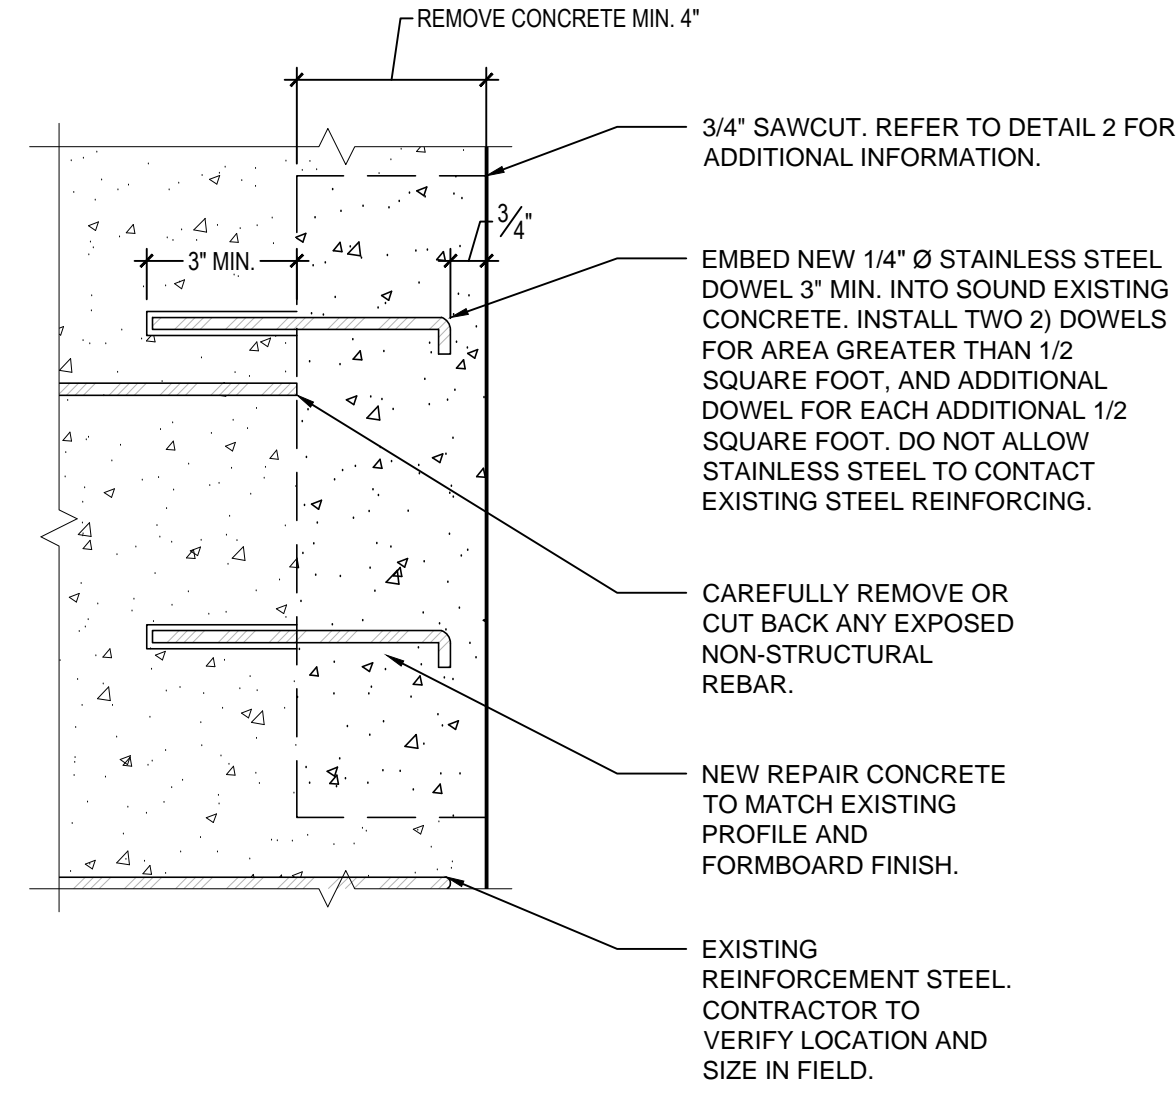 REMOVE CONCRETE MIN. 4"
3/4" SAWCUT. REFER TO DETAIL 2 FOR
ADDITIONAL INFORMATION.
3/4"
3" MIN.
EMBED NEW 1/4" Ø STAINLESS STEEL
DOWEL 3" MIN. INTO SOUND EXISTING
CONCRETE. INSTALL TWO 2) DOWELS
FOR AREA GREATER THAN 1/2
SQUARE FOOT, AND ADDITIONAL
DOWEL FOR EACH ADDITIONAL 1/2
SQUARE FOOT. DO NOT ALLOW
STAINLESS STEEL TO CONTACT
EXISTING STEEL REINFORCING.
CAREFULLY REMOVE OR
CUT BACK ANY EXPOSED
NON-STRUCTURAL
REBAR.
NEW REPAIR CONCRETE
TO MATCH EXISTING
PROFILE AND
FORMBOARD FINISH.
EXISTING
REINFORCEMENT STEEL.
CONTRACTOR TO
VERIFY LOCATION AND
SIZE IN FIELD.